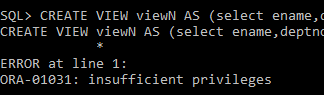 SQL> CREATE VIEW viewN AS (select ename,
CREATE VIEW viewN AS (select ename,deptno
*
ERROR at line 1:
ORA-01031: insufficient privileges